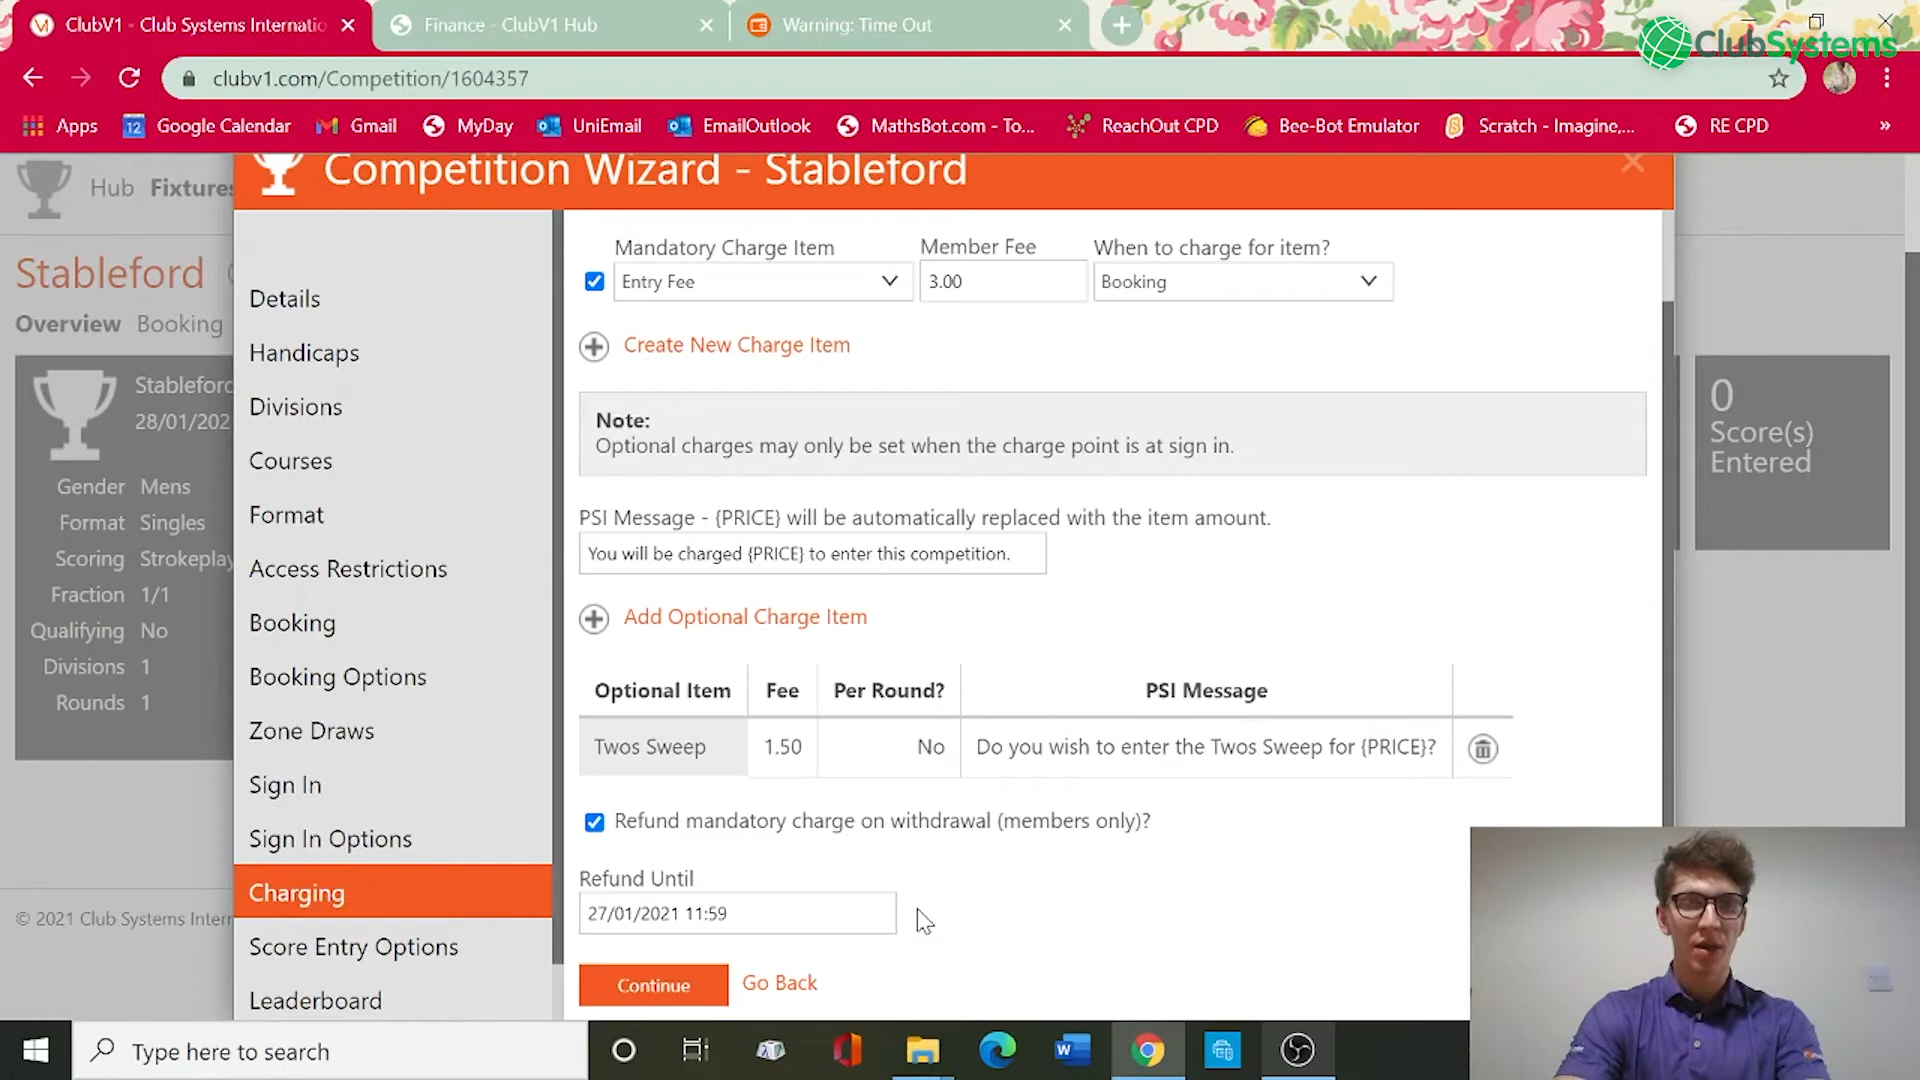 ClubV1 - Club Systems Internatio
Finance - ClubV1 Hub
Warning: Time Out
ClubSystems
clubv1.com/Competition/1604357
Apps
12
Google Calendar
Gmail
MyDay
UniEmail
EmailOutlook
MathsBot.com - To...
ReachOut CPD
Bee-Bot Emulator
Scratch - Imagine,...
RE CPD
»
Hub Fixtures
Competition Wizard - Stableford
Stableford
Overview Booking
Stableford
28/01/202
Gender Mens
Format Singles
Scoring Strokeplay
Fraction 1/1
Qualifying No
Divisions 1
Rounds 1
© 2021 Club Systems Inter
Details
Handicaps
Divisions
Courses
Format
Access Restrictions
Booking
Booking Options
Zone Draws
Sign In
Sign In Options
Charging
Score Entry Options
Leaderboard
Mandatory Charge Item Member Fee When to charge for item?
Entry Fee 3.00 Booking
Create New Charge Item
Note:
Optional charges may only be set when the charge point is at sign in.
PSI Message - {PRICE} will be automatically replaced with the item amount.
You will be charged {PRICE} to enter this competition.
Add Optional Charge Item
Optional Item Fee Per Round? PSI Message
Twos Sweep 1.50 No Do you wish to enter the Twos Sweep for {PRICE}?
Refund mandatory charge on withdrawal (members only)?
Refund Until
27/01/2021 11:59
Continue Go Back
0
Score(s)
Entered
Type here to search